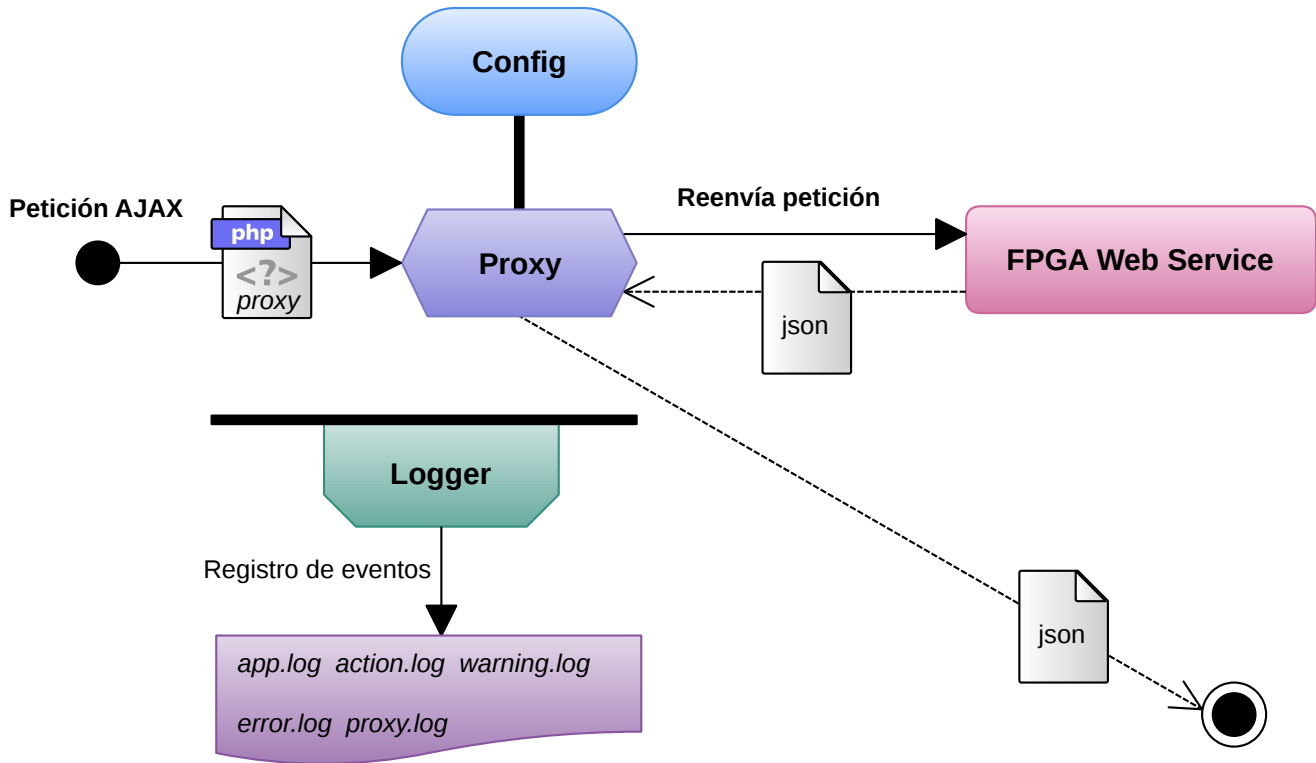 Config
Petición AJAX
Reenvía petición
php
<?>
proxy
Proxy
FPGA Web Service
json
Logger
Registro de eventos
json
app.log action.log warning.log
error.log proxy.log